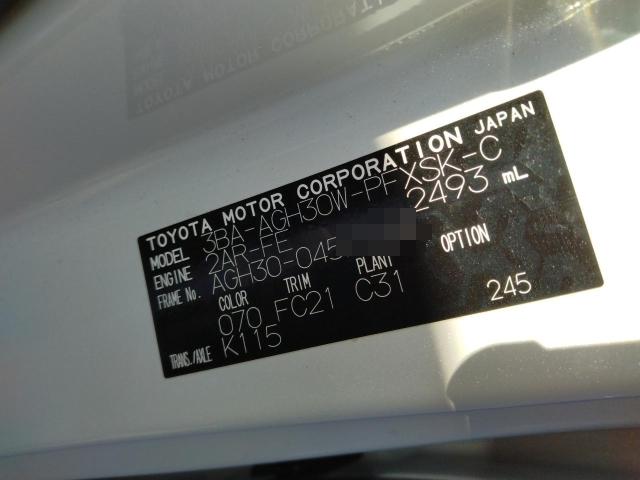 TOYOTA MOTOR CORPORATION JAPAN
MODEL 3BA-AGH30W-PFXSK-C
ENGINE 2AR-FE 2493 mL
FRAME No. AGH30-045
COLOR TRIM PLANT OPTION
070 FC21 C31
TRANS./AXLE K115 245